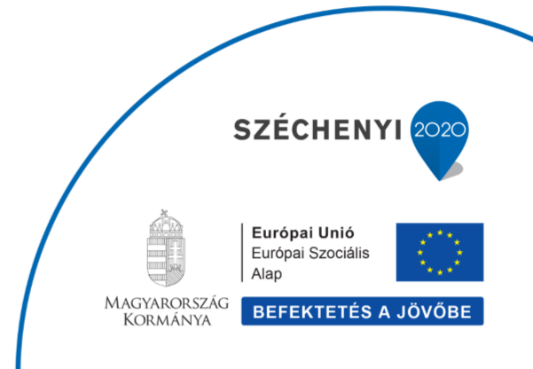 SZÉCHENYI 2020
Európai Unió
Európai Szociális
Alap
MAGYARORSZÁG
KORMÁNYA
BEFEKTETÉS A JÖVŐBE